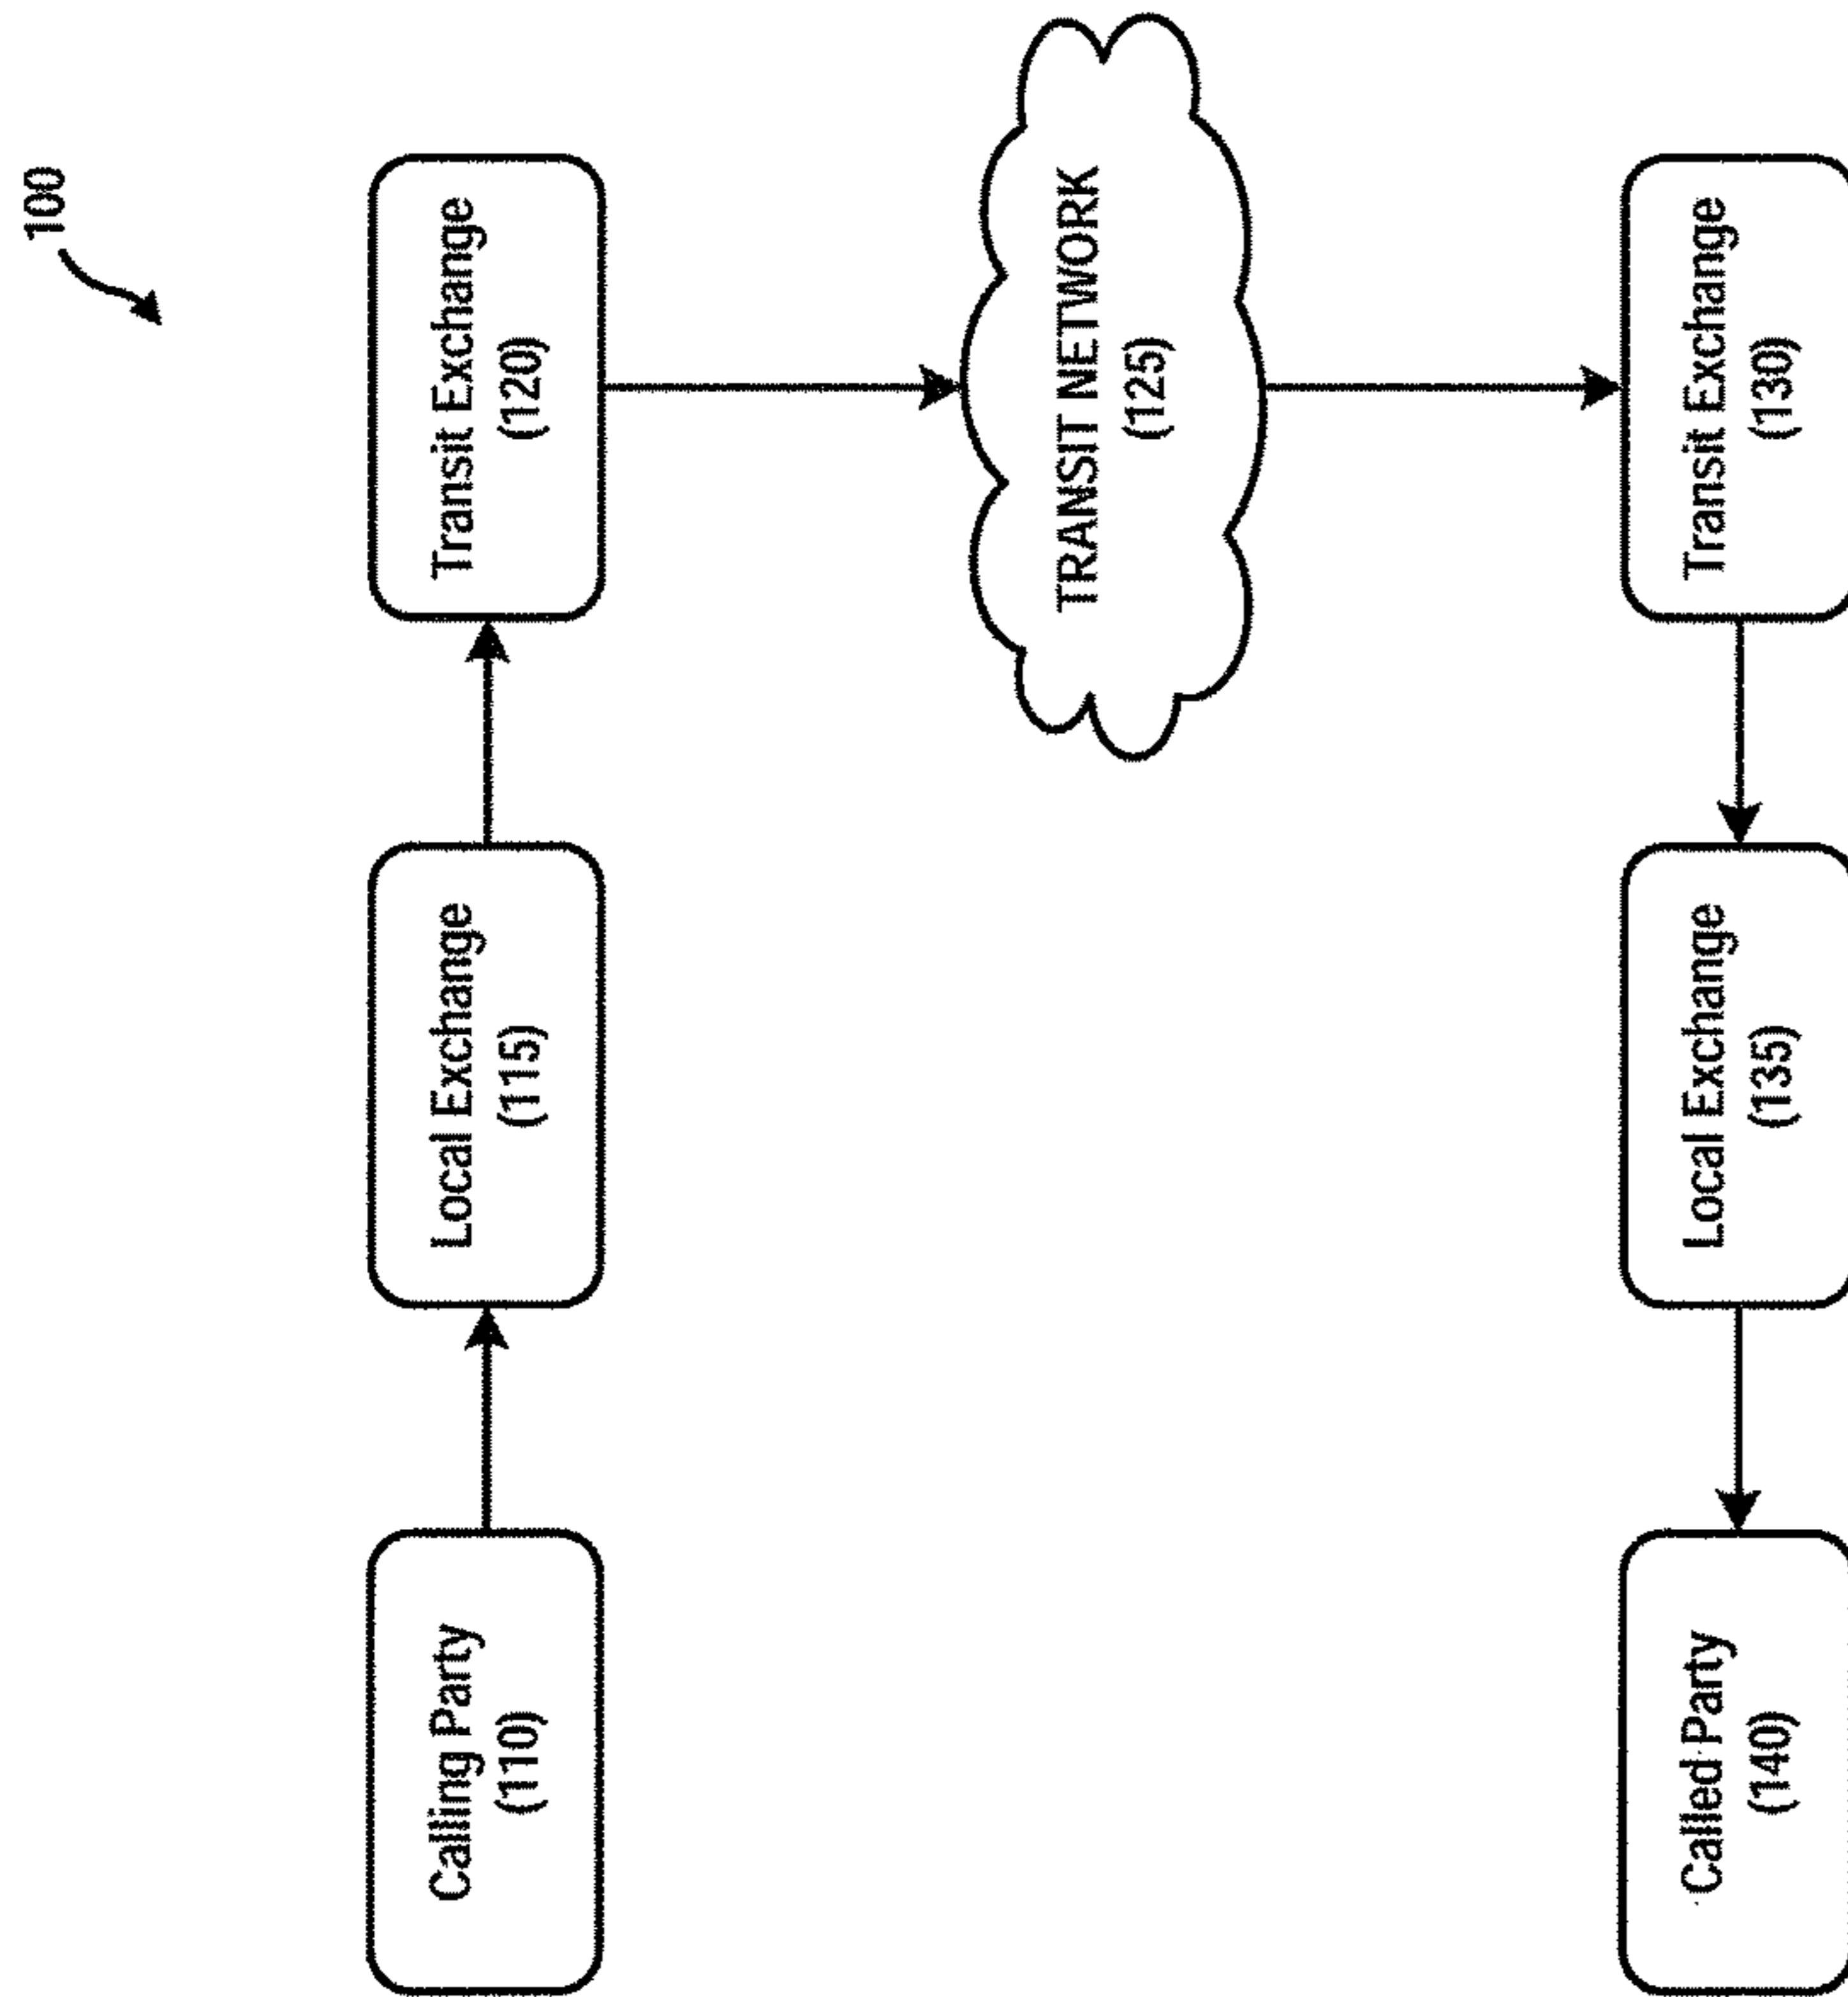 100
Calling Party
(110)
Local Exchange
(115)
Transit Exchange
(120)
TRANSIT NETWORK
(125)
Transit Exchange
(130)
Local Exchange
(135)
Called Party
(140)